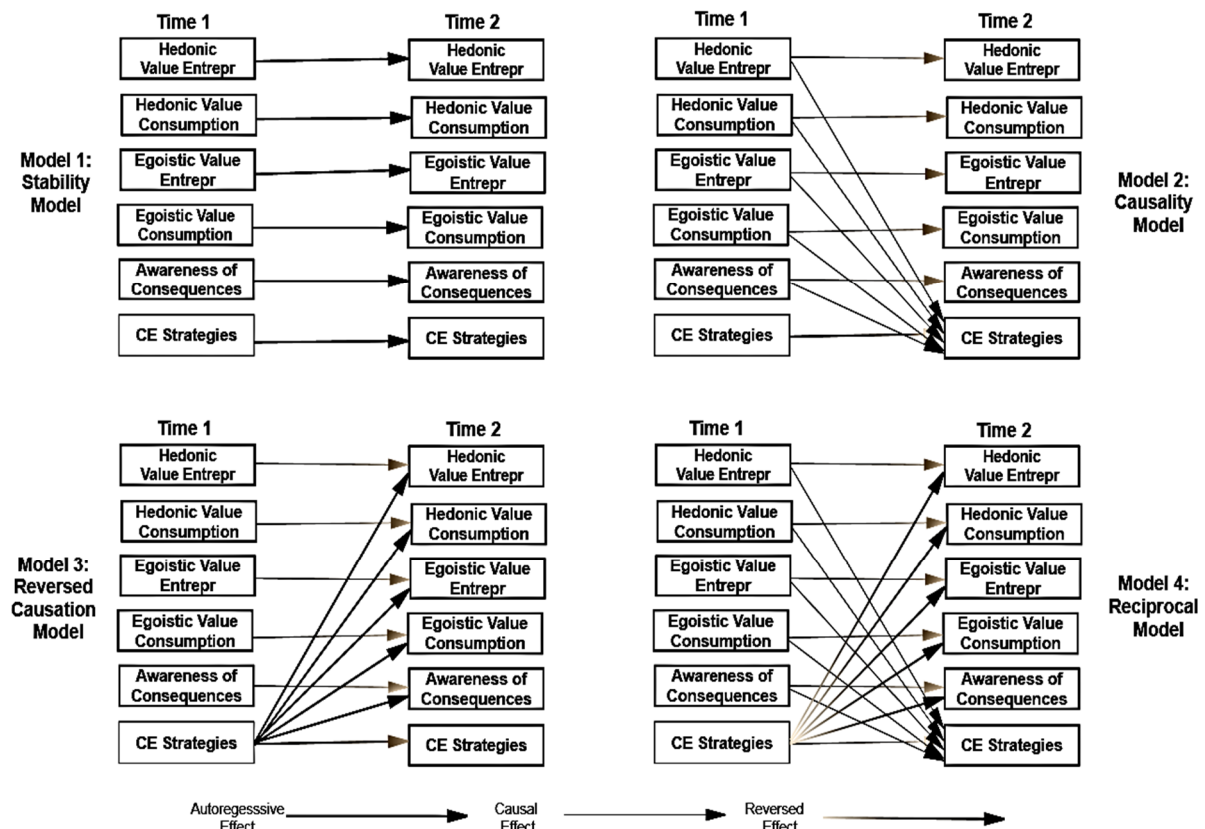 Time 1
Time 2
Hedonic
Value Entrepr
Hedonic
Value Entrepr
Hedonic Value
Consumption
Hedonic Value
Consumption
Egoistic Value
Entrepr
Egoistic Value
Entrepr
Egoistic Value
Consumption
Egoistic Value
Consumption
Awareness of
Consequences
Awareness of
Consequences
CE Strategies
CE Strategies
Model 1:
Stability
Model
Time 1
Time 2
Hedonic
Value Entrepr
Hedonic
Value Entrepr
Hedonic Value
Consumption
Hedonic Value
Consumption
Egoistic Value
Entrepr
Egoistic Value
Entrepr
Egoistic Value
Consumption
Egoistic Value
Consumption
Awareness of
Consequences
Awareness of
Consequences
CE Strategies
CE Strategies
Model 2:
Causality
Model
Time 1
Time 2
Hedonic
Value Entrepr
Hedonic
Value Entrepr
Hedonic Value
Consumption
Hedonic Value
Consumption
Egoistic Value
Entrepr
Egoistic Value
Entrepr
Egoistic Value
Consumption
Egoistic Value
Consumption
Awareness of
Consequences
Awareness of
Consequences
CE Strategies
CE Strategies
Model 3:
Reversed
Causation
Model
Time 1
Time 2
Hedonic
Value Entrepr
Hedonic
Value Entrepr
Hedonic Value
Consumption
Hedonic Value
Consumption
Egoistic Value
Entrepr
Egoistic Value
Entrepr
Egoistic Value
Consumption
Egoistic Value
Consumption
Awareness of
Consequences
Awareness of
Consequences
CE Strategies
CE Strategies
Model 4:
Reciprocal
Model
Autoregesssive
Effect
Causal
Effect
Reversed
Effect